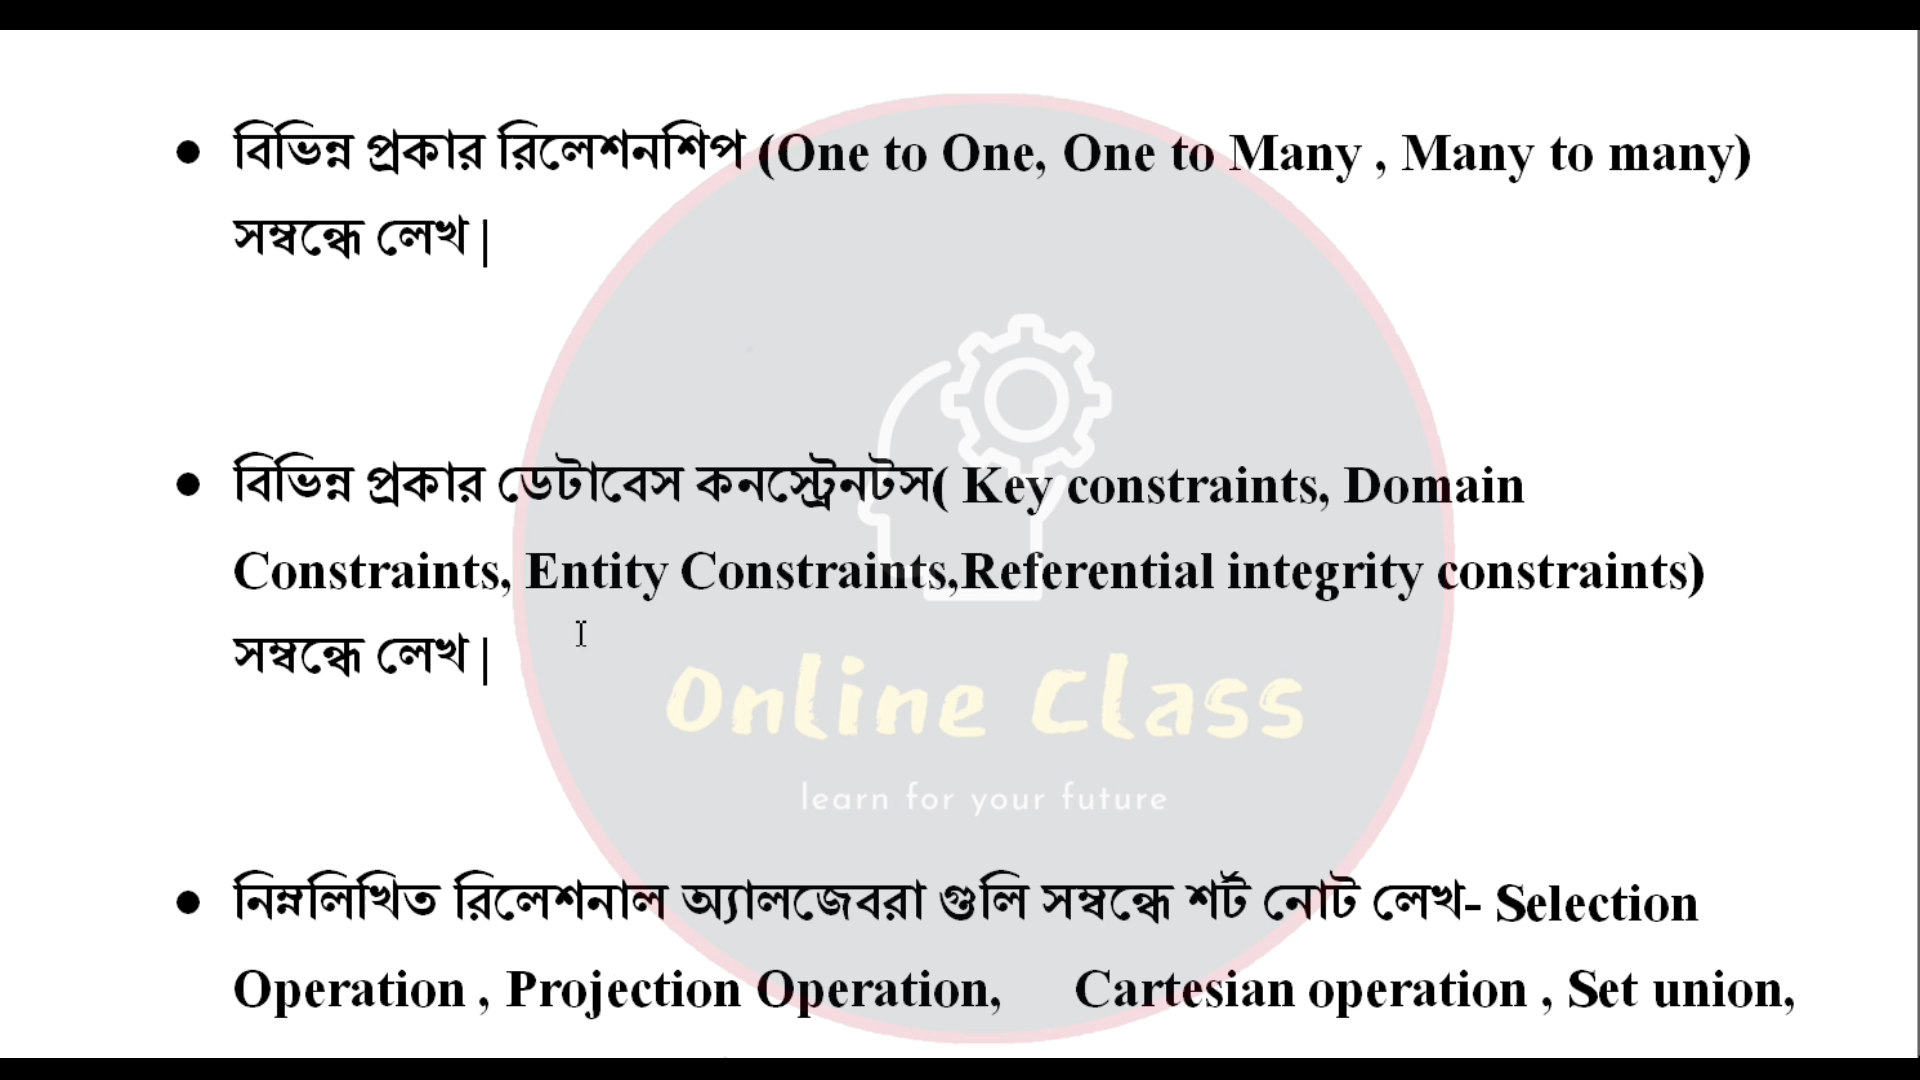 ● বিভিন্ন প্রকার রিলেশনশিপ (One to One, One to Many , Many to many)
সম্বন্ধে লেখ|
● বিভিন্ন প্রকার ডেটাবেস কনস্ট্রেনটস( Key constraints, Domain
Constraints, Entity Constraints,Referential integrity constraints)
সম্বন্ধে লেখ|
Online Class
learn for your future
● নিম্নলিখিত রিলেশনাল অ্যালজেবরা গুলি সম্বন্ধে শর্ট নোট লেখ- Selection
Operation , Projection Operation, Cartesian operation , Set union,